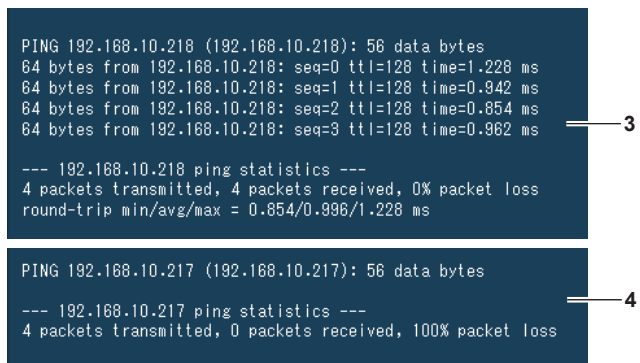 PING 192.168.10.218 (192.168.10.218): 56 data bytes
64 bytes from 192.168.10.218: seq=0 ttl=128 time=1.228 ms
64 bytes from 192.168.10.218: seq=1 ttl=128 time=0.942 ms
64 bytes from 192.168.10.218: seq=2 ttl=128 time=0.854 ms
64 bytes from 192.168.10.218: seq=3 ttl=128 time=0.962 ms
3
--- 192.168.10.218 ping statistics ---
4 packets transmitted, 4 packets received, 0% packet loss
round-trip min/avg/max = 0.854/0.996/1.228 ms
PING 192.168.10.217 (192.168.10.217): 56 data bytes
4
--- 192.168.10.217 ping statistics ---
4 packets transmitted, 0 packets received, 100% packet loss